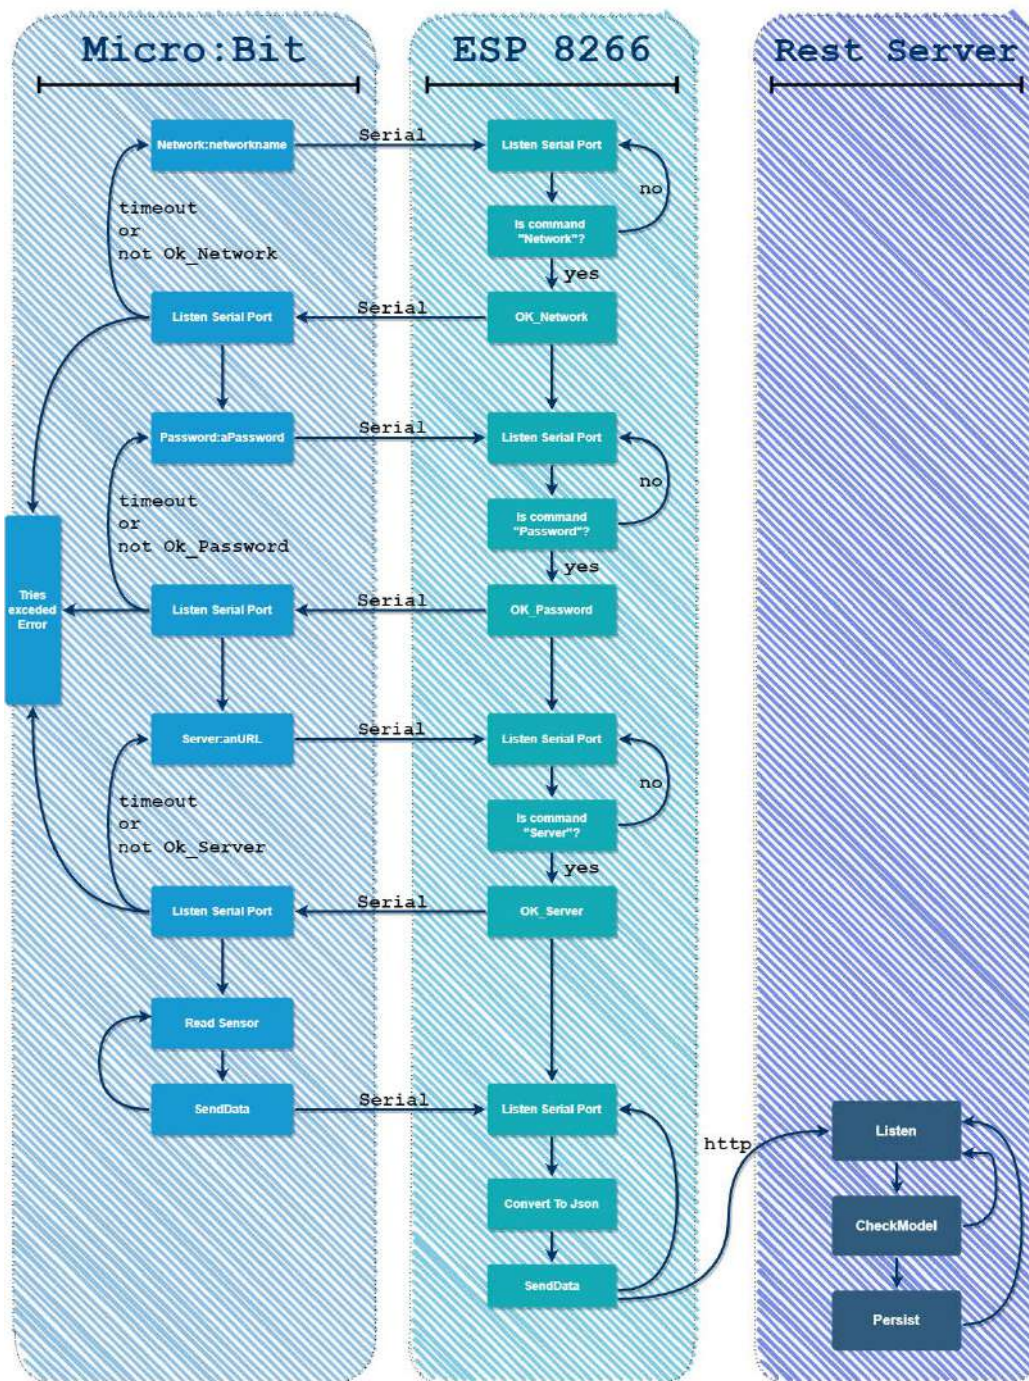 Micro:Bit
ESP 8266
Rest Server
Network:networkname
Serial
Listen Serial Port
no
timeout
or
not Ok_Network
Is command
"Network"?
yes
Listen Serial Port
Serial
OK_Network
Password:aPassword
Serial
Listen Serial Port
no
timeout
or
not Ok_Password
Is command
"Password"?
yes
Tries
exceded
Error
Listen Serial Port
Serial
OK_Password
Server:anURL
Serial
Listen Serial Port
no
timeout
or
not Ok_Server
Is command
"Server"?
yes
Listen Serial Port
Serial
OK_Server
Read Sensor
SendData
Serial
Listen Serial Port
http
Listen
Convert To Json
CheckModel
SendData
Persist